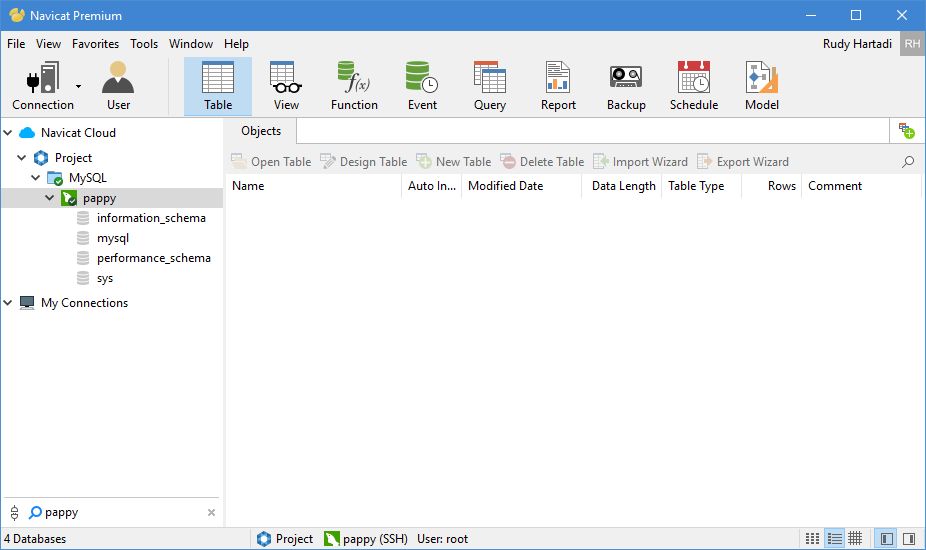 Navicat Premium
File View Favorites Tools Window Help Rudy Hartadi RH
Connection User Table View f(x) Function Event Query Report Backup Schedule Model
Navicat Cloud
Project
MySQL
pappy
information_schema
mysql
performance_schema
sys
My Connections
Objects
Open Table Design Table New Table Delete Table Import Wizard Export Wizard
Name Auto In... Modified Date Data Length Table Type Rows Comment
pappy
4 Databases Project pappy (SSH) User: root